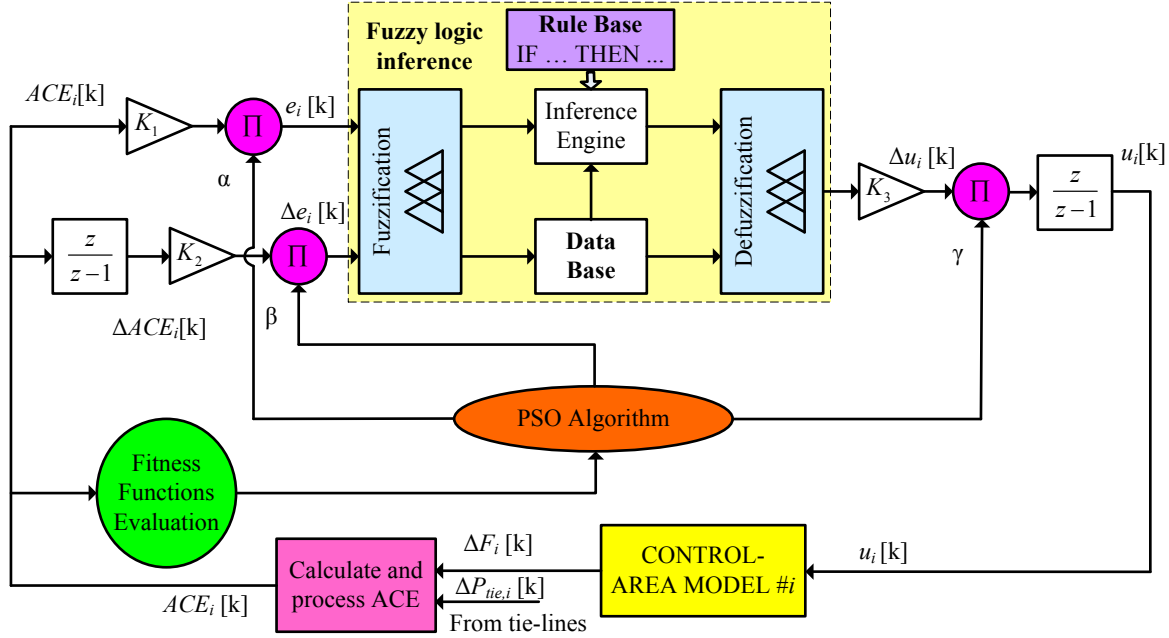 Fuzzy logic
inference
Rule Base
IF … THEN ...
ACE_i[k]
K_1
Π
e_i [k]
α
Fuzzification
Inference
Engine
Defuzzification
K_3
Δu_i [k]
Π
z
z−1
u_i[k]
γ
z
z−1
K_2
Π
Δe_i [k]
Data
Base
ΔACE_i[k]
β
PSO Algorithm
Fitness
Functions
Evaluation
Calculate and
process ACE
ACE_i [k]
ΔF_i [k]
ΔP_tie,i [k]
From tie-lines
CONTROL-
AREA MODEL #i
u_i [k]